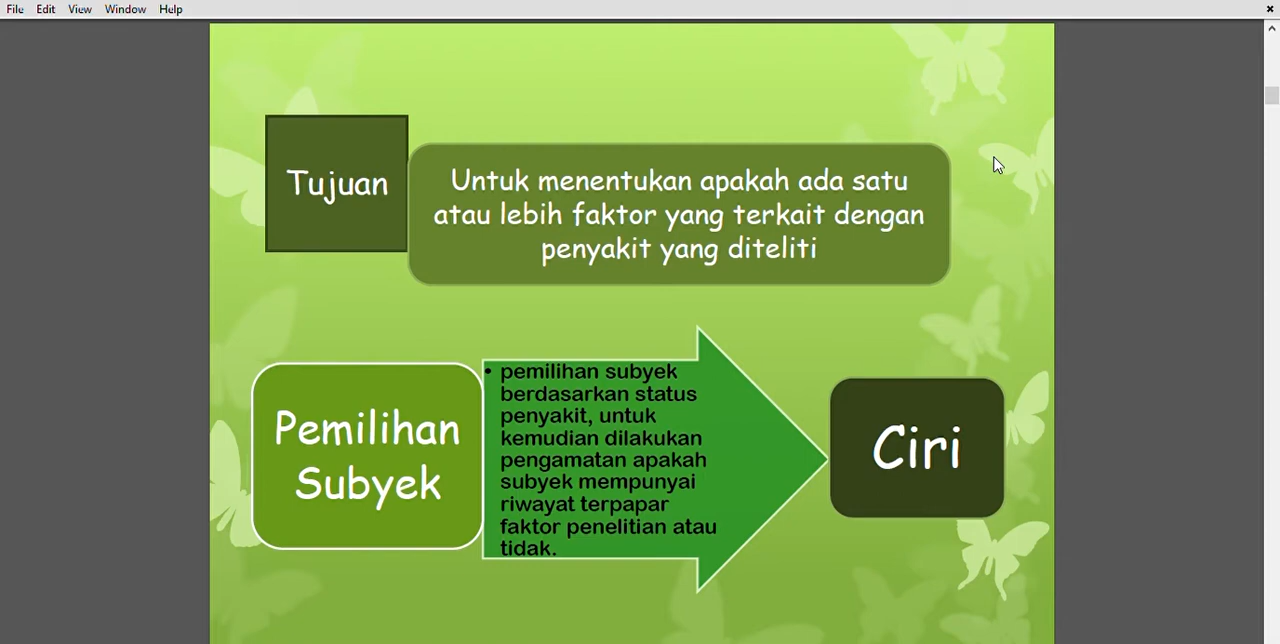 File Edit View Window Help
Tujuan
Untuk menentukan apakah ada satu
atau lebih faktor yang terkait dengan
penyakit yang diteliti
Pemilihan
Subyek
• pemilihan subyek
berdasarkan status
penyakit, untuk
kemudian dilakukan
pengamatan apakah
subyek mempunyai
riwayat terpapar
faktor penelitian atau
tidak.
Ciri